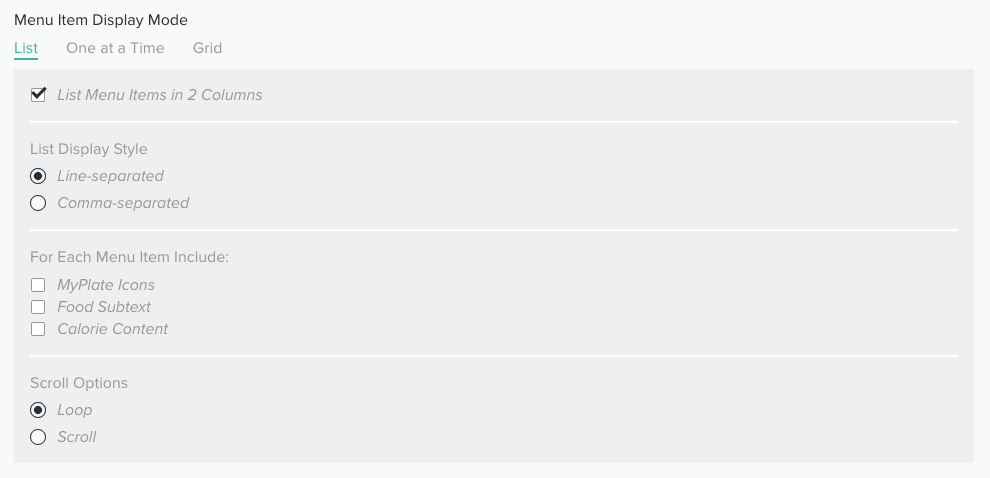 Menu Item Display Mode
List One at a Time Grid
List Menu Items in 2 Columns
List Display Style
Line-separated
Comma-separated
For Each Menu Item Include:
MyPlate Icons
Food Subtext
Calorie Content
Scroll Options
Loop
Scroll